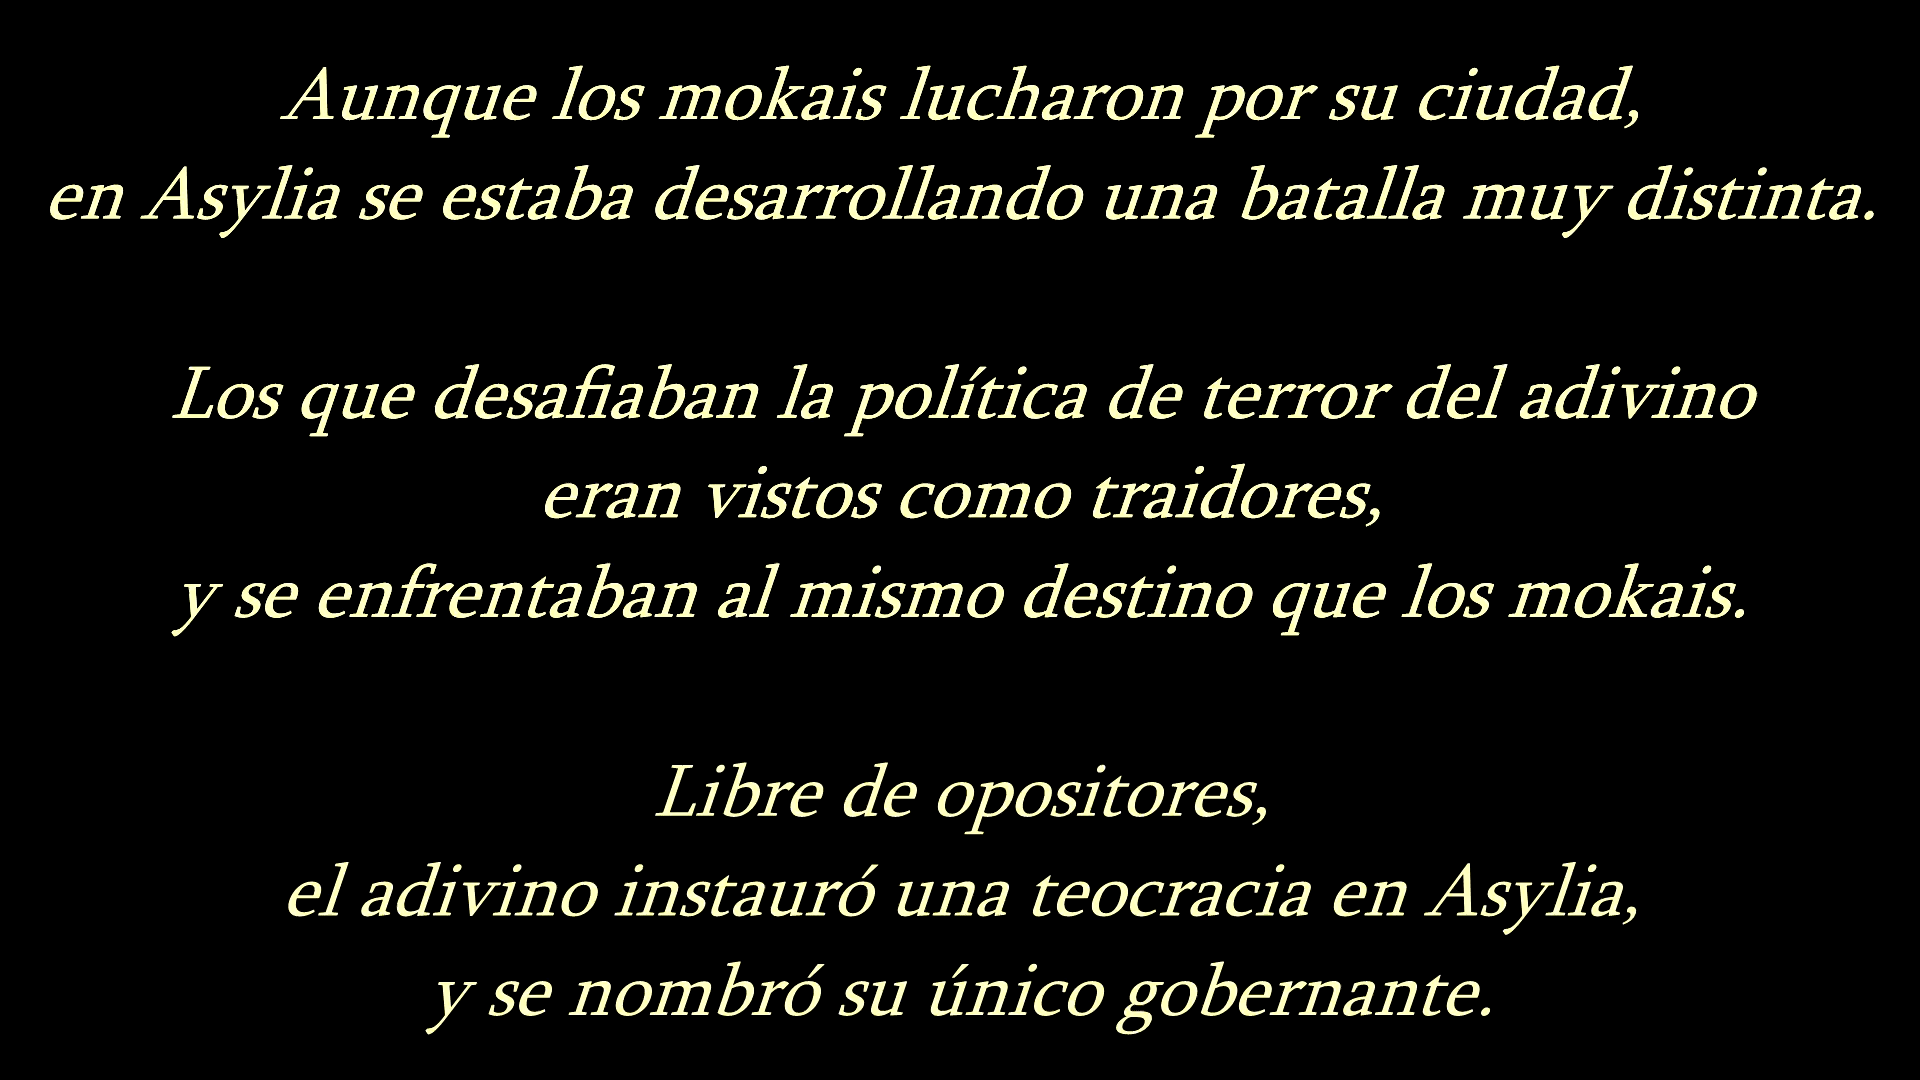 Aunque los mokais lucharon por su ciudad,
en Asylia se estaba desarrollando una batalla muy distinta.
Los que desafiaban la política de terror del adivino
eran vistos como traidores,
y se enfrentaban al mismo destino que los mokais.
Libre de opositores,
el adivino instauró una teocracia en Asylia,
y se nombró su único gobernante.